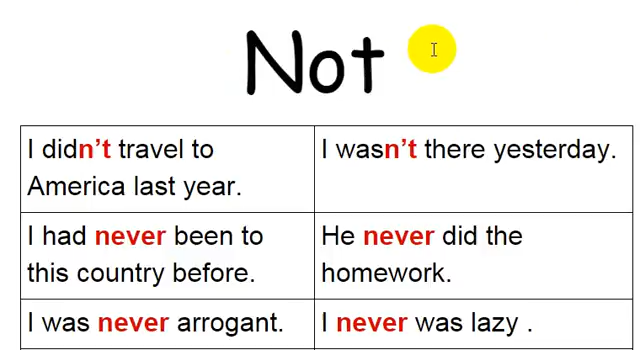 Not
I didn't travel to
America last year.
I wasn't there yesterday.
I had never been to
this country before.
He never did the
homework.
I was never arrogant.
I never was lazy .